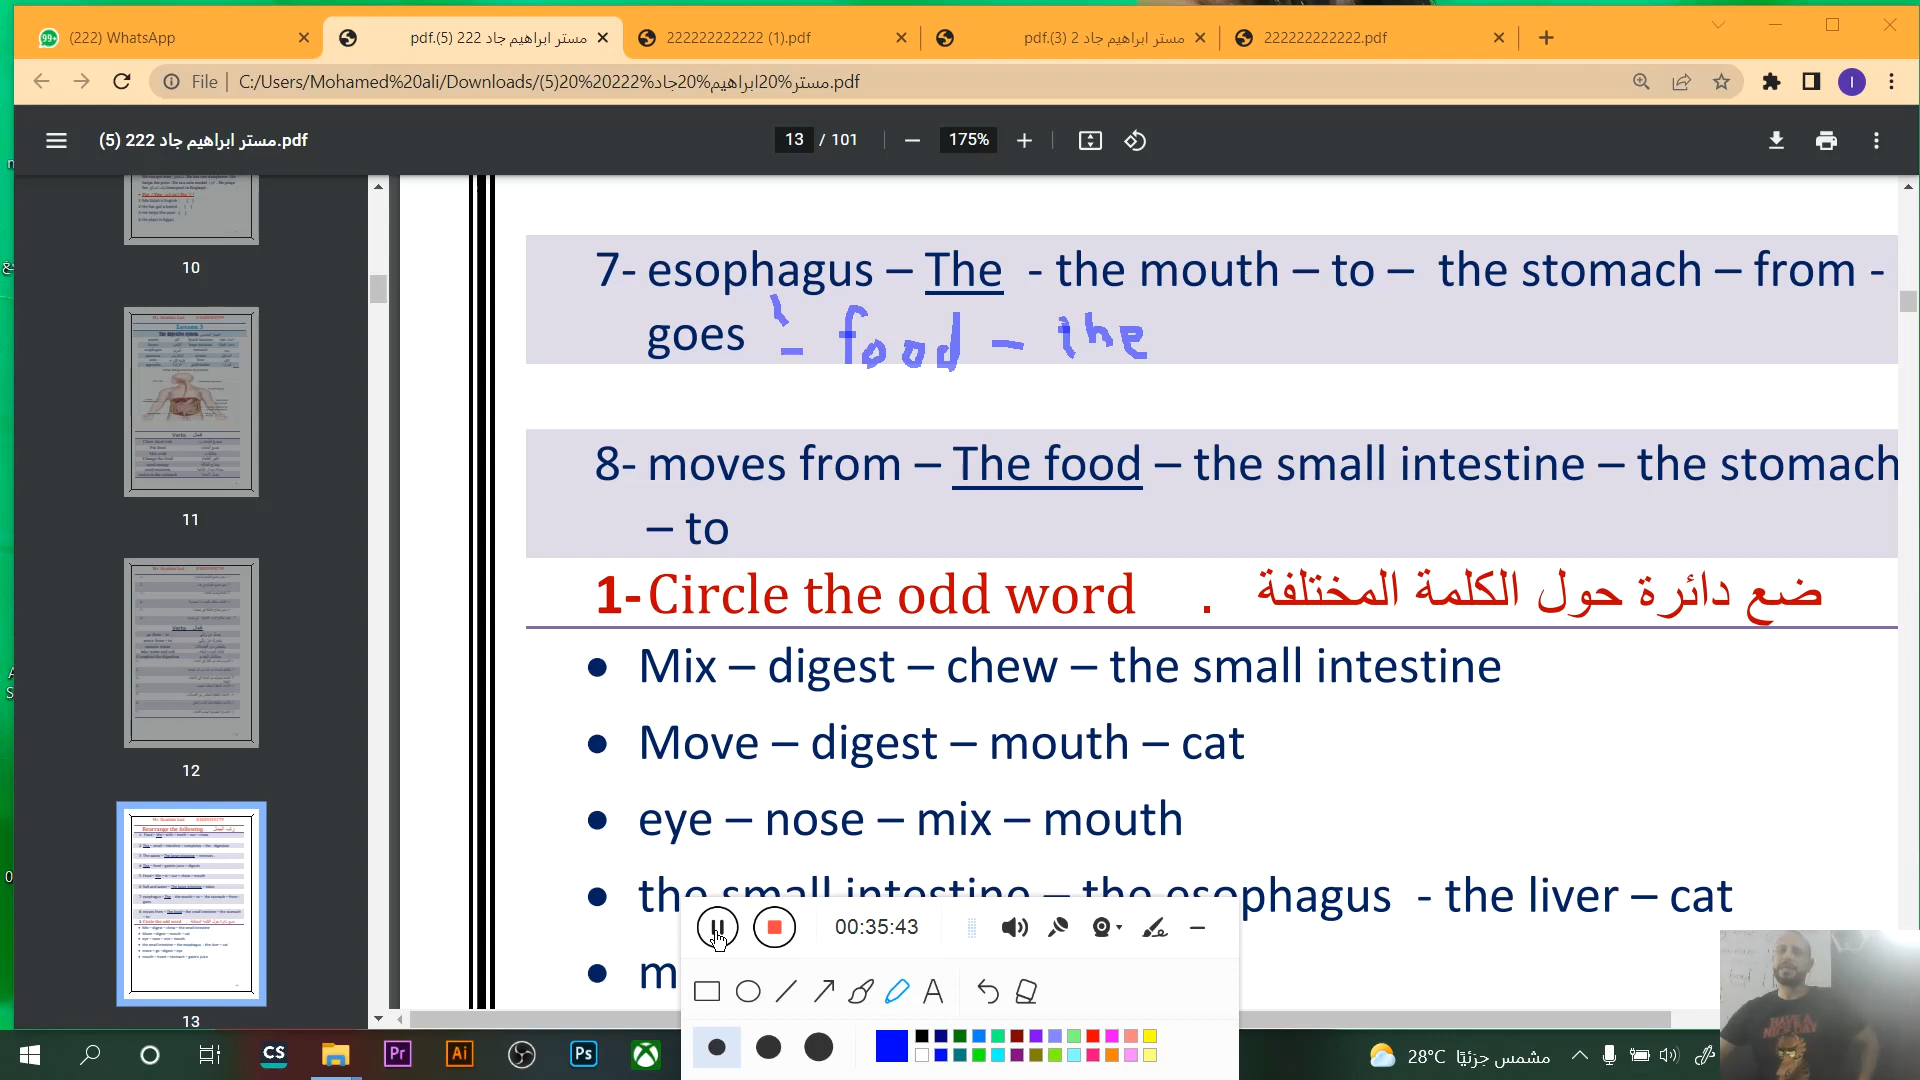 (222) WhatsApp
مستر ابراهيم جاد 222 (5).pdf
222222222222 (1).pdf
مستر ابراهيم جاد 2 (3).pdf
222222222222.pdf
File
C:/Users/Mohamed%20ali/Downloads/(5)20%20222%جاد20%ابراهيم20%مستر.pdf
مستر ابراهيم جاد 222 (5).pdf
13 / 101
175%
10
Lesson 3
11
12
Rearrange the following
13
7- esophagus – The - the mouth – to – the stomach – from -
goes - food - the
8- moves from – The food – the small intestine – the stomach
– to
1- Circle the odd word . ضع دائرة حول الكلمة المختلفة
• Mix – digest – chew – the small intestine
• Move – digest – mouth – cat
• eye – nose – mix – mouth
• the small intestine – the esophagus - the liver – cat
• m
00:35:43
28°C مشمس جزئيًا